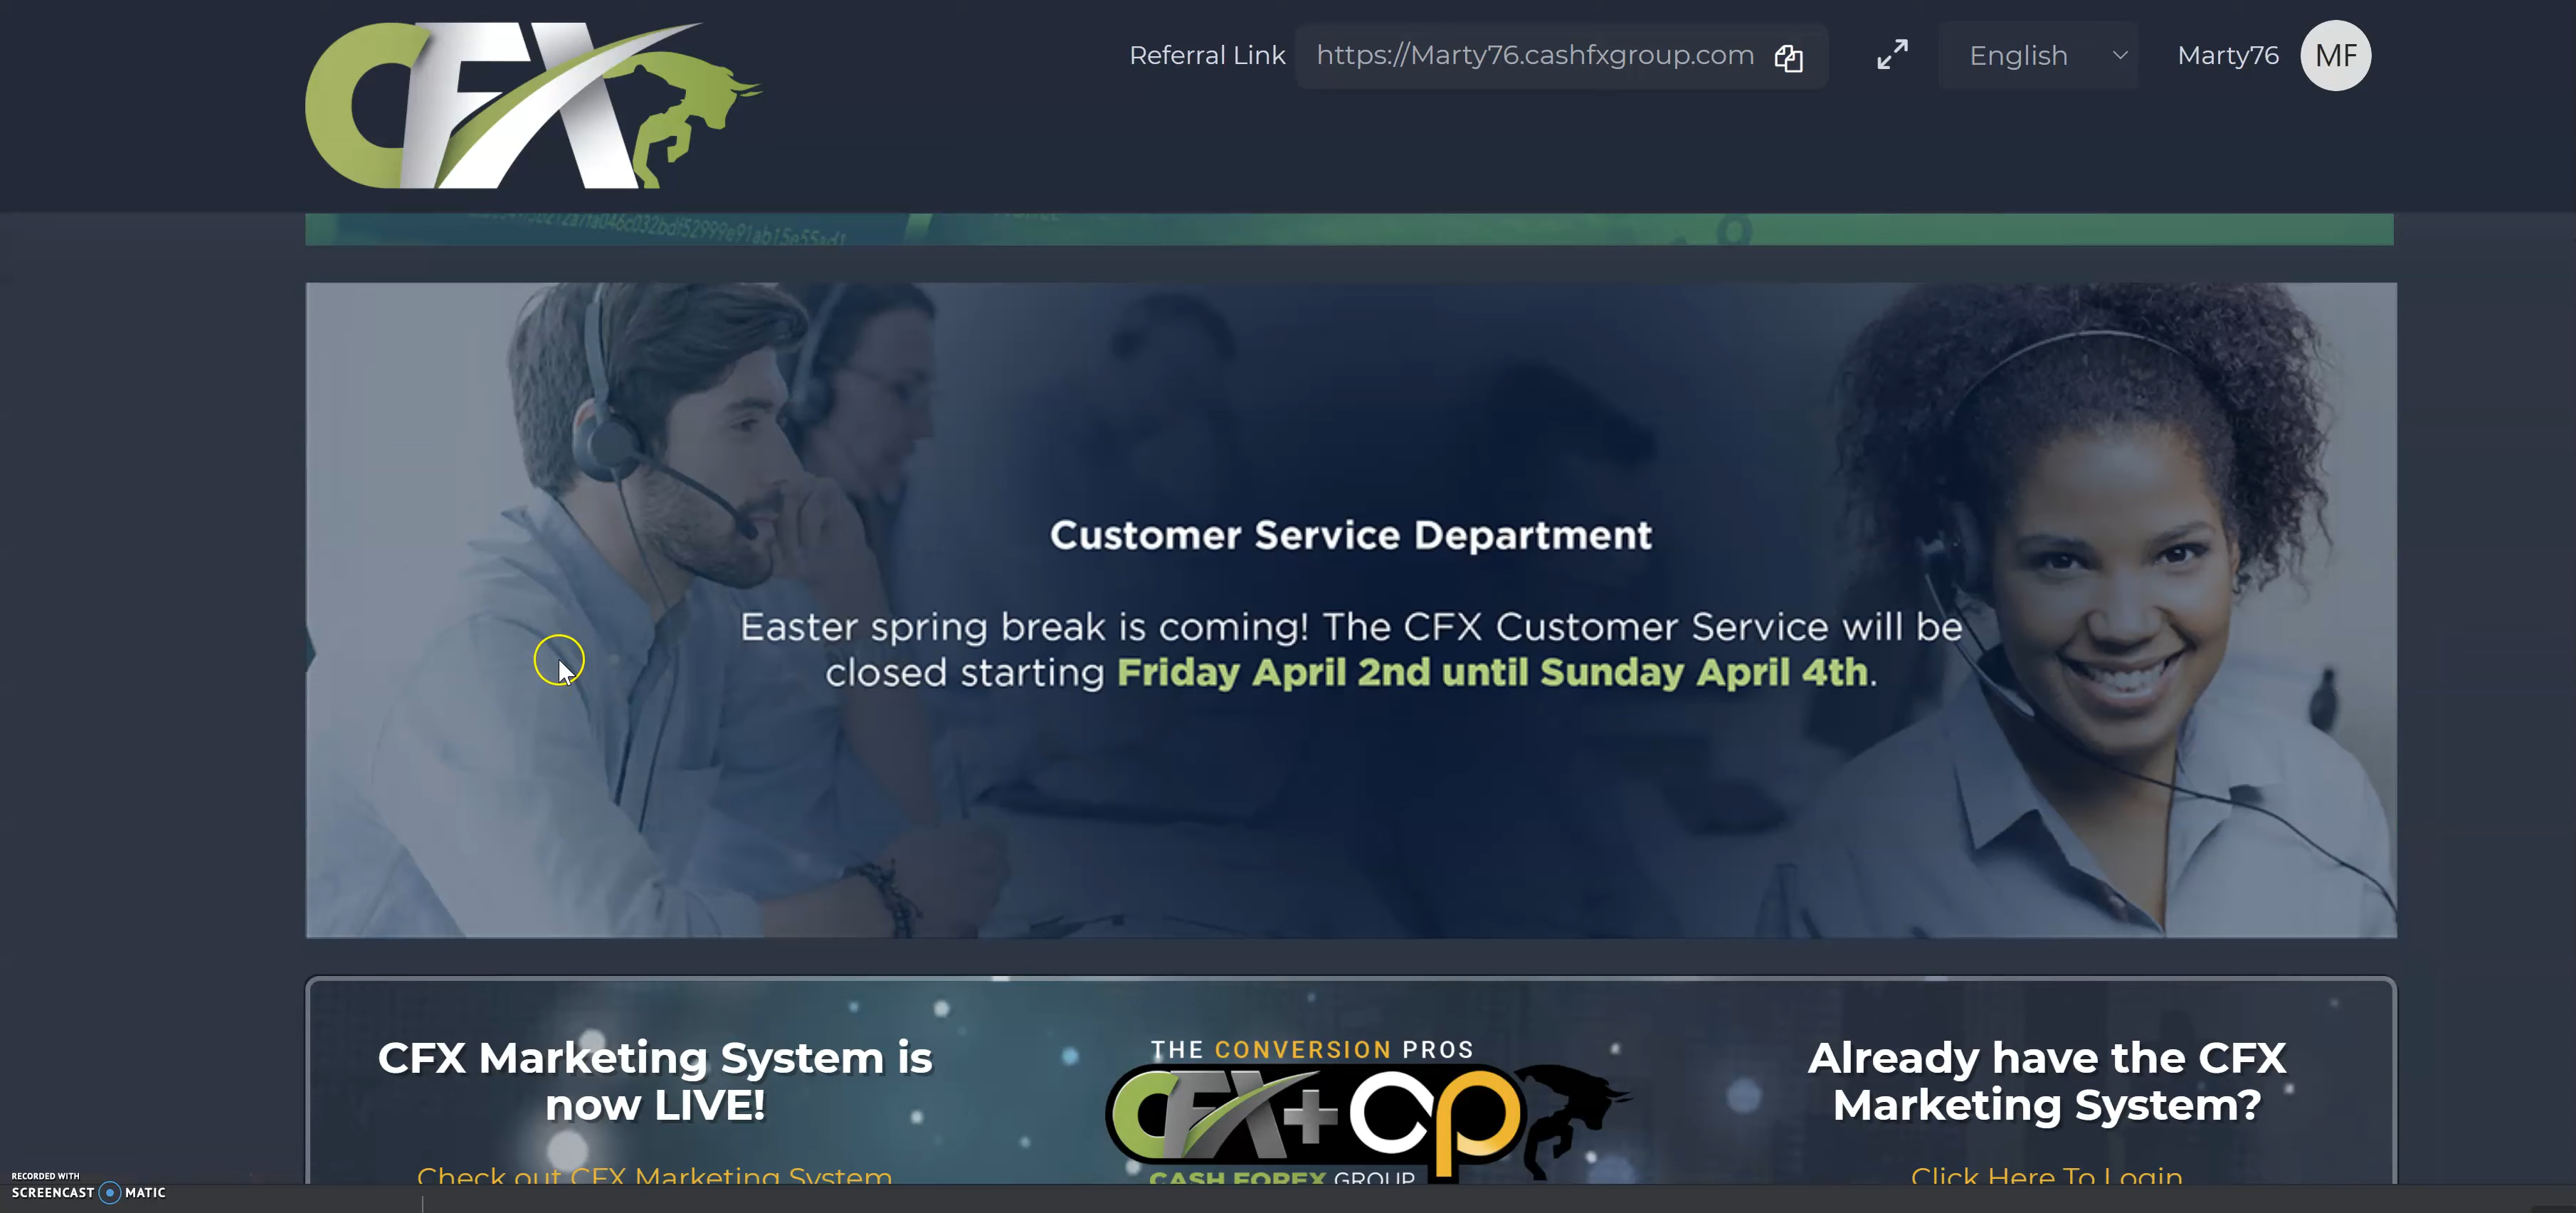 CFX
Referral Link https://Marty76.cashfxgroup.com English Marty76 MF
Customer Service Department
Easter spring break is coming! The CFX Customer Service will be
closed starting Friday April 2nd until Sunday April 4th.
CFX Marketing System is
now LIVE!
Check out CFX Marketing System
THE CONVERSION PROS
CFX+CP
CASH FOREX GROUP
Already have the CFX
Marketing System?
Click Here To Login
RECORDED WITH
SCREENCAST MATIC